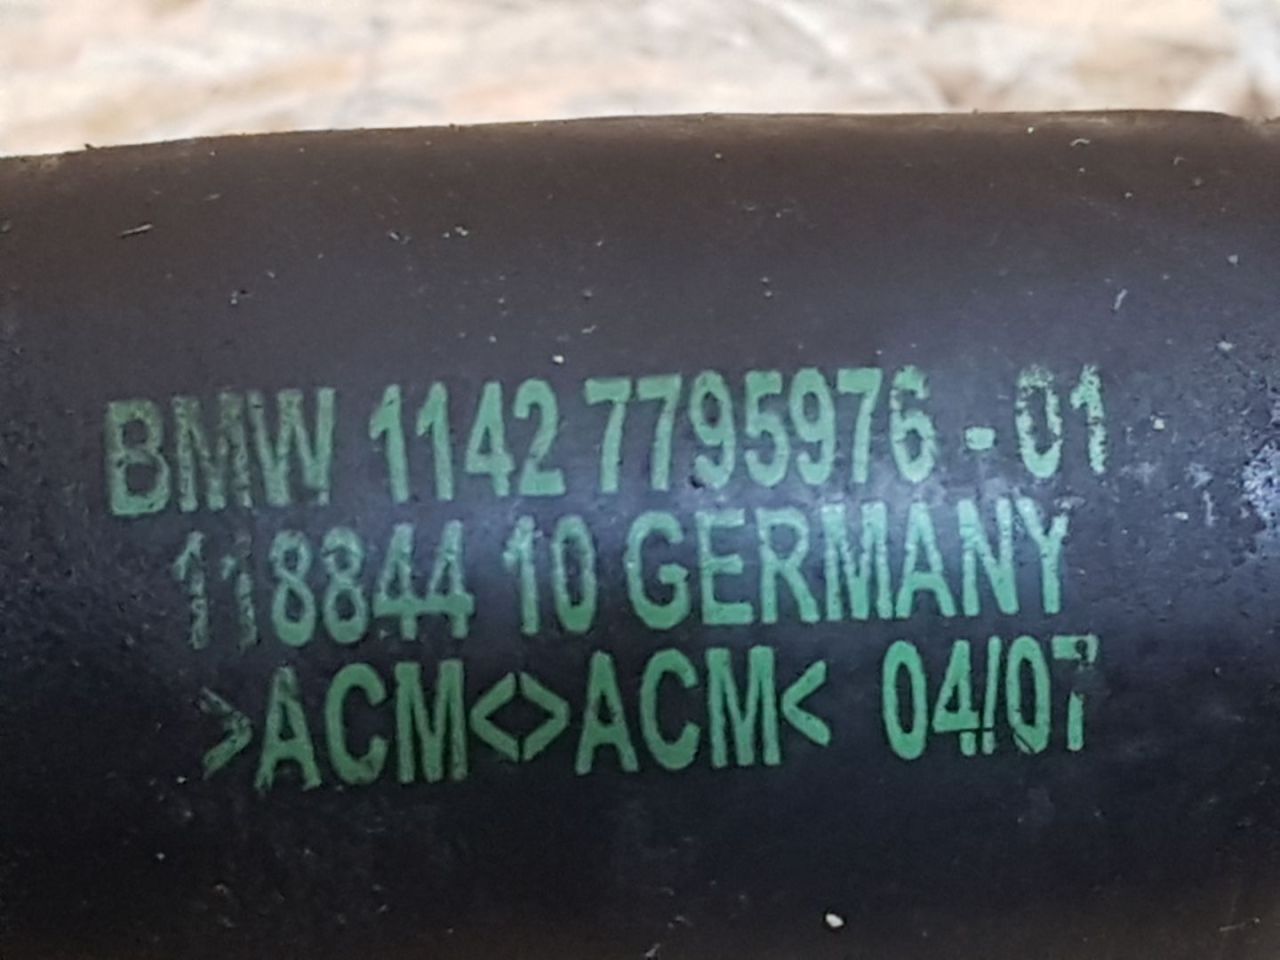 BMW 1142 7795976-01
118844 10 GERMANY
>ACM<>ACM< 04/07